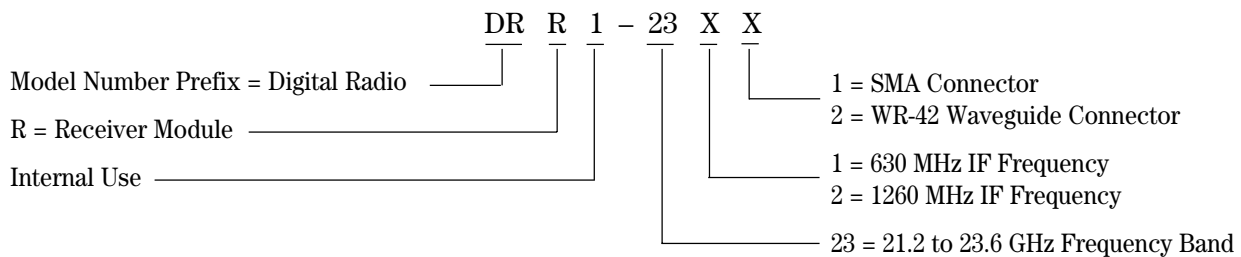 DR R 1 – 23 X X
Model Number Prefix = Digital Radio
R = Receiver Module
Internal Use
1 = SMA Connector
2 = WR-42 Waveguide Connector
1 = 630 MHz IF Frequency
2 = 1260 MHz IF Frequency
23 = 21.2 to 23.6 GHz Frequency Band